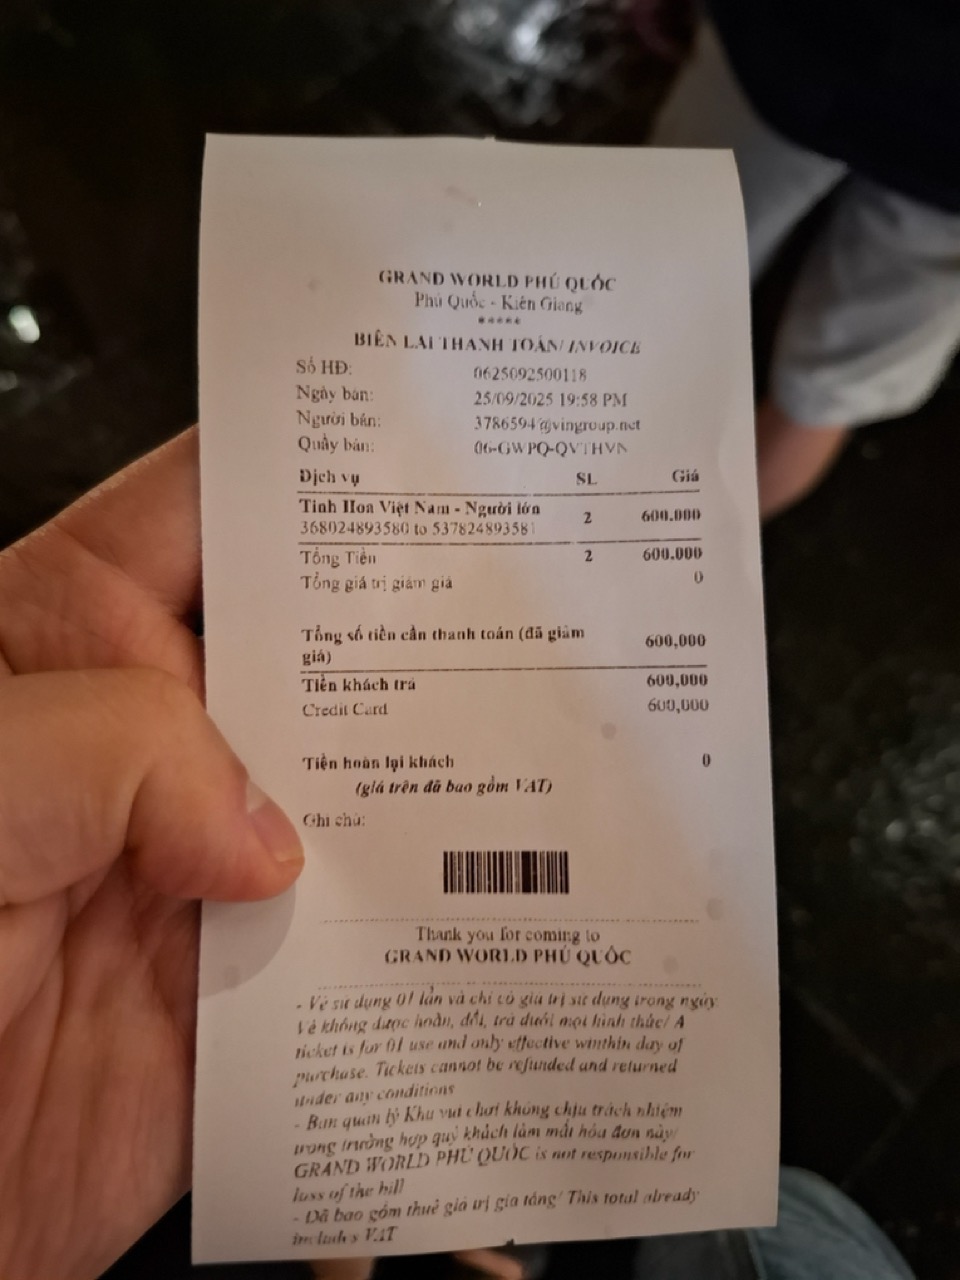 GRAND WORLD PHÚ QUỐC
Phú Quốc - Kiên Giang
*****
BIÊN LAI THANH TOÁN/ INVOICE
Số HĐ: 0625092500118
Ngày bán: 25/09/2025 19:58 PM
Người bán: 3786594@vingroup.net
Quầy bán: 06-GWPQ-QVTHVN
Dịch vụ SL Giá
Tinh Hoa Việt Nam - Người lớn 2 600.000
368024893580 to 537824893581
Tổng Tiền 2 600.000
Tổng giá trị giảm giá 0
Tổng số tiền cần thanh toán (đã giảm 600,000
giá)
Tiền khách trả 600,000
Credit Card 600,000
Tiền hoàn lại khách 0
(giá trên đã bao gồm VAT)
Ghi chú:
Thank you for coming to
GRAND WORLD PHÚ QUỐC
- Vé sử dụng 01 lần và chỉ có giá trị sử dụng trong ngày
Vé không được hoàn, đổi, trả dưới mọi hình thức/ A
ticket is for 01 use and only effective winthin day of
purchase. Tickets cannot be refunded and returned
under any conditions
- Ban quản lý Khu vui chơi không chịu trách nhiệm
trong trường hợp quý khách làm mất hóa đơn này/
GRAND WORLD PHÚ QUỐC is not responsible for
loss of the bill
- Đã bao gồm thuế giá trị gia tăng/ This total already
includes VAT